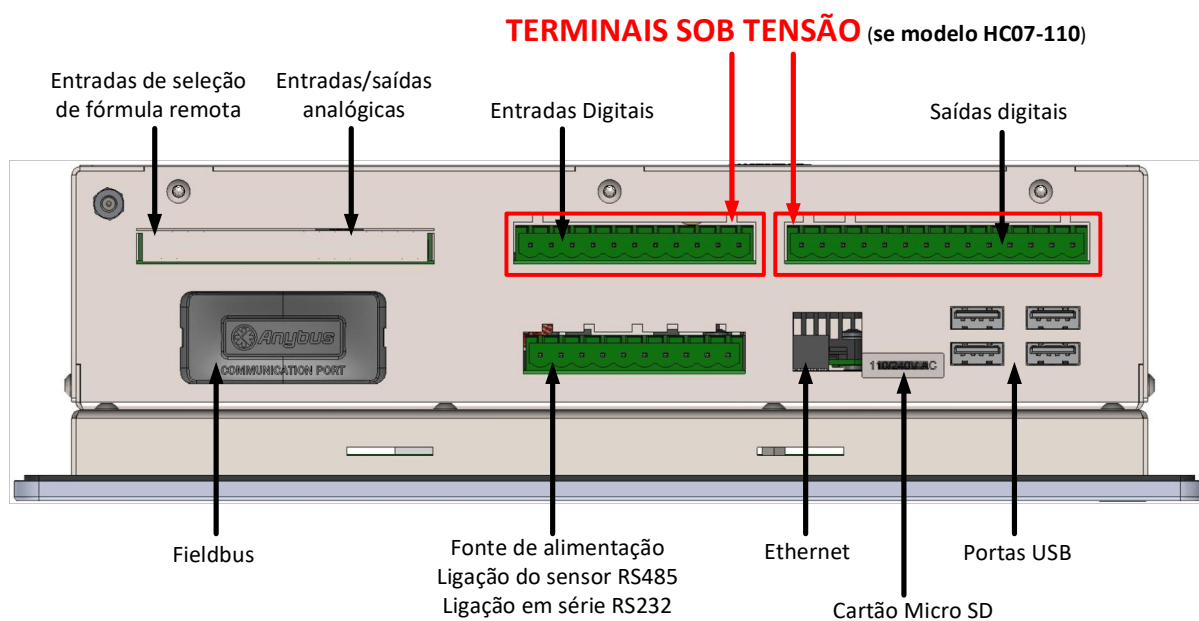 TERMINAIS SOB TENSÃO (se modelo HC07-110)
Entradas de seleção
de fórmula remota
Entradas/saídas
analógicas
Entradas Digitais
Saídas digitais
Anybus
COMMUNICATION PORT
Fieldbus
Fonte de alimentação
Ligação do sensor RS485
Ligação em série RS232
Ethernet
Cartão Micro SD
Portas USB